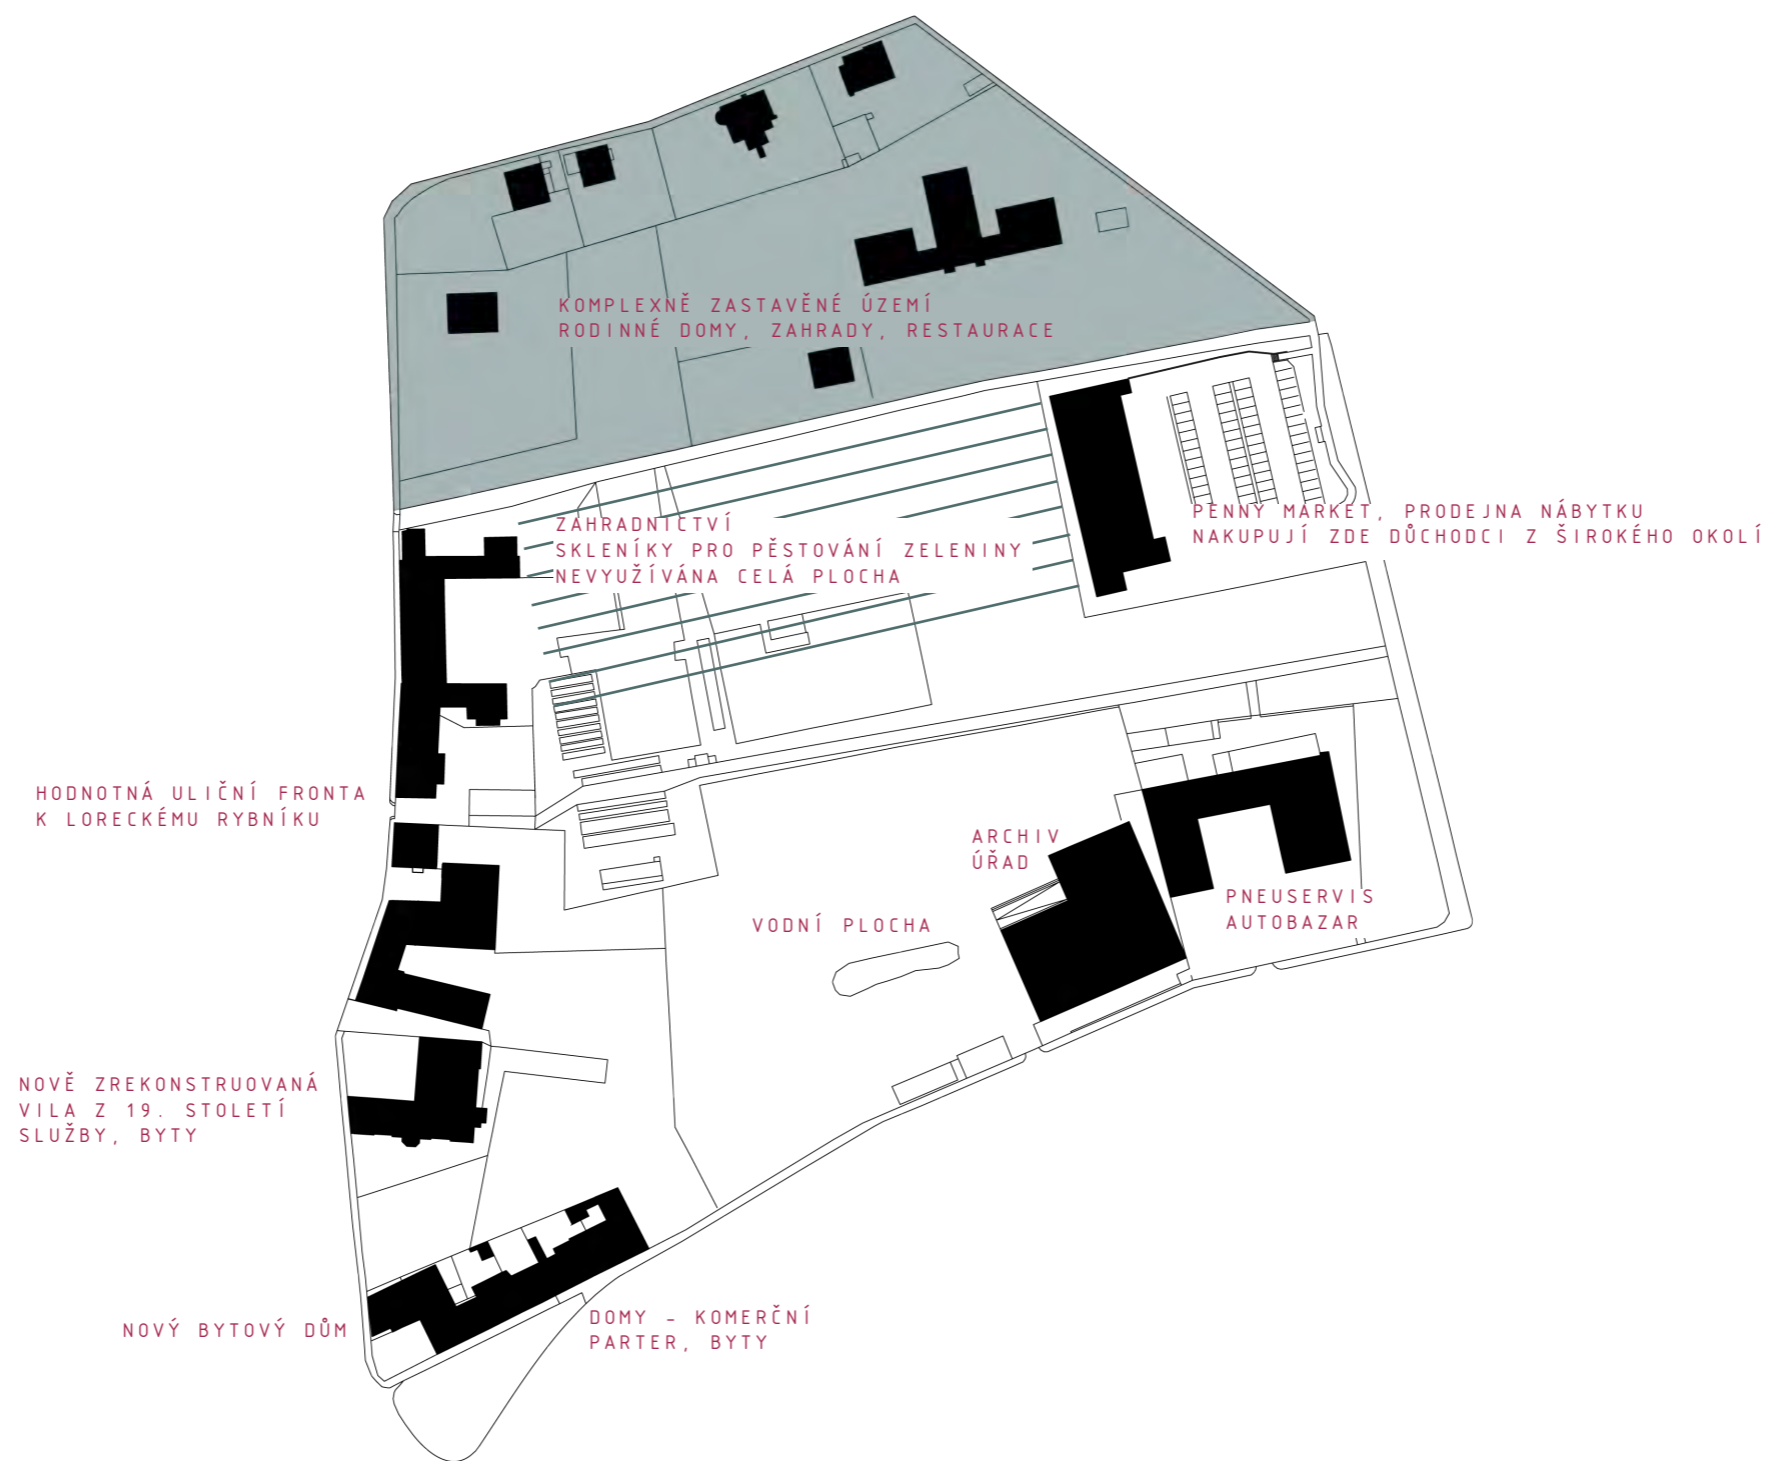 KOMPLEXNĚ ZASTAVĚNÉ ÚZEMÍ
RODINNÉ DOMY, ZAHRADY, RESTAURACE
ZAHRADNICTVÍ
SKLENÍKY PRO PĚSTOVÁNÍ ZELENINY
NEVYUŽÍVÁNA CELÁ PLOCHA
PENNY MARKET, PRODEJNA NÁBYTKU
NAKUPUJÍ ZDE DŮCHODCI Z ŠIROKÉHO OKOLÍ
HODNOTNÁ ULIČNÍ FRONTA
K LORECKÉMU RYBNÍKU
ARCHIV
ÚŘAD
PNEUSERVIS
AUTOBAZAR
VODNÍ PLOCHA
NOVĚ ZREKONSTRUOVANÁ
VILA Z 19. STOLETÍ
SLUŽBY, BYTY
NOVÝ BYTOVÝ DŮM
DOMY - KOMERČNÍ
PARTER, BYTY